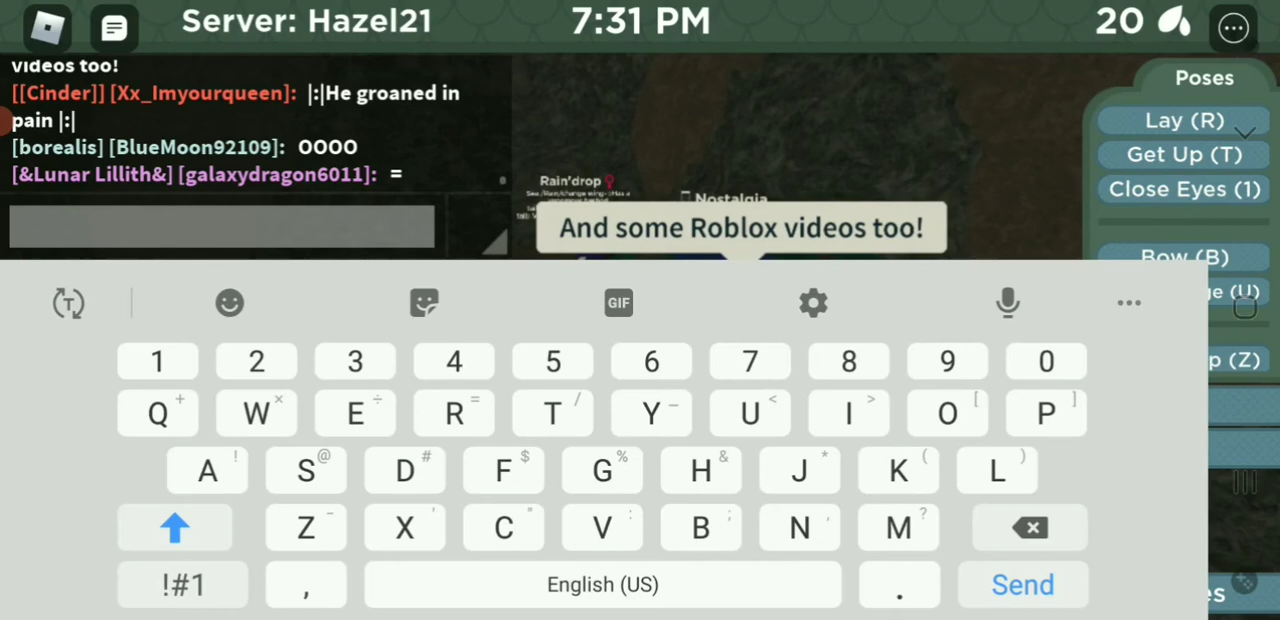 Server: Hazel21
7:31 PM
20
videos too!
[[Cinder]] [Xx_Imyourqueen]: |:|He groaned in
pain |:|
[borealis] [BlueMoon92109]: OOOO
[&Lunar Lillith&] [galaxydragon6011]: =
Rain'drop
Nostalgia
And some Roblox videos too!
Poses
Lay (R)
Get Up (T)
Close Eyes (1)
Bow (B)
(U)
(Z)
T
GIF
1 2 3 4 5 6 7 8 9 0
Q + W × E ÷ R = T / Y _ U < I > O [ P ]
A ! S @ D # F $ G % H & J * K ( L )
Z - X ' C " V : B ; N , M ?
!#1 , English (US) . Send